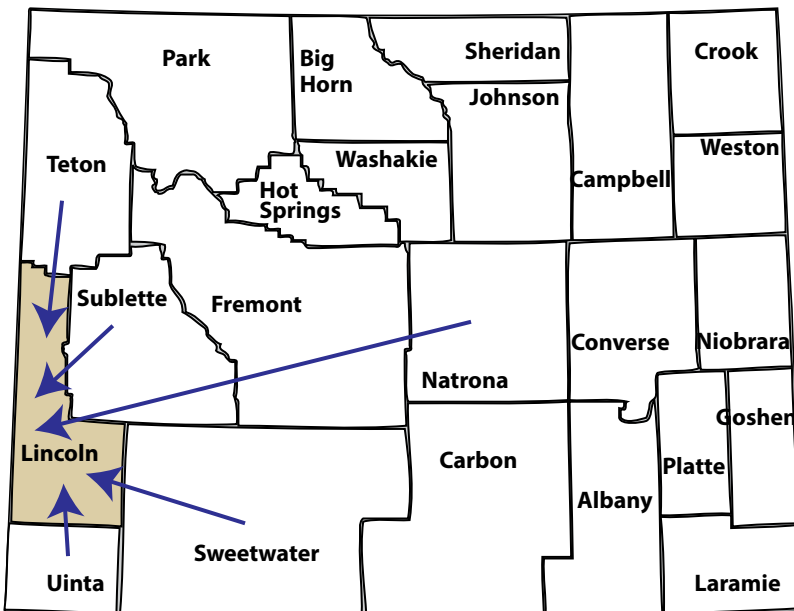 Park
Big
Horn
Sheridan
Crook
Johnson
Teton
Washakie
Weston
Campbell
Hot
Springs
Sublette
Fremont
Converse
Niobrara
Natrona
Goshen
Lincoln
Carbon
Platte
Albany
Sweetwater
Uinta
Laramie